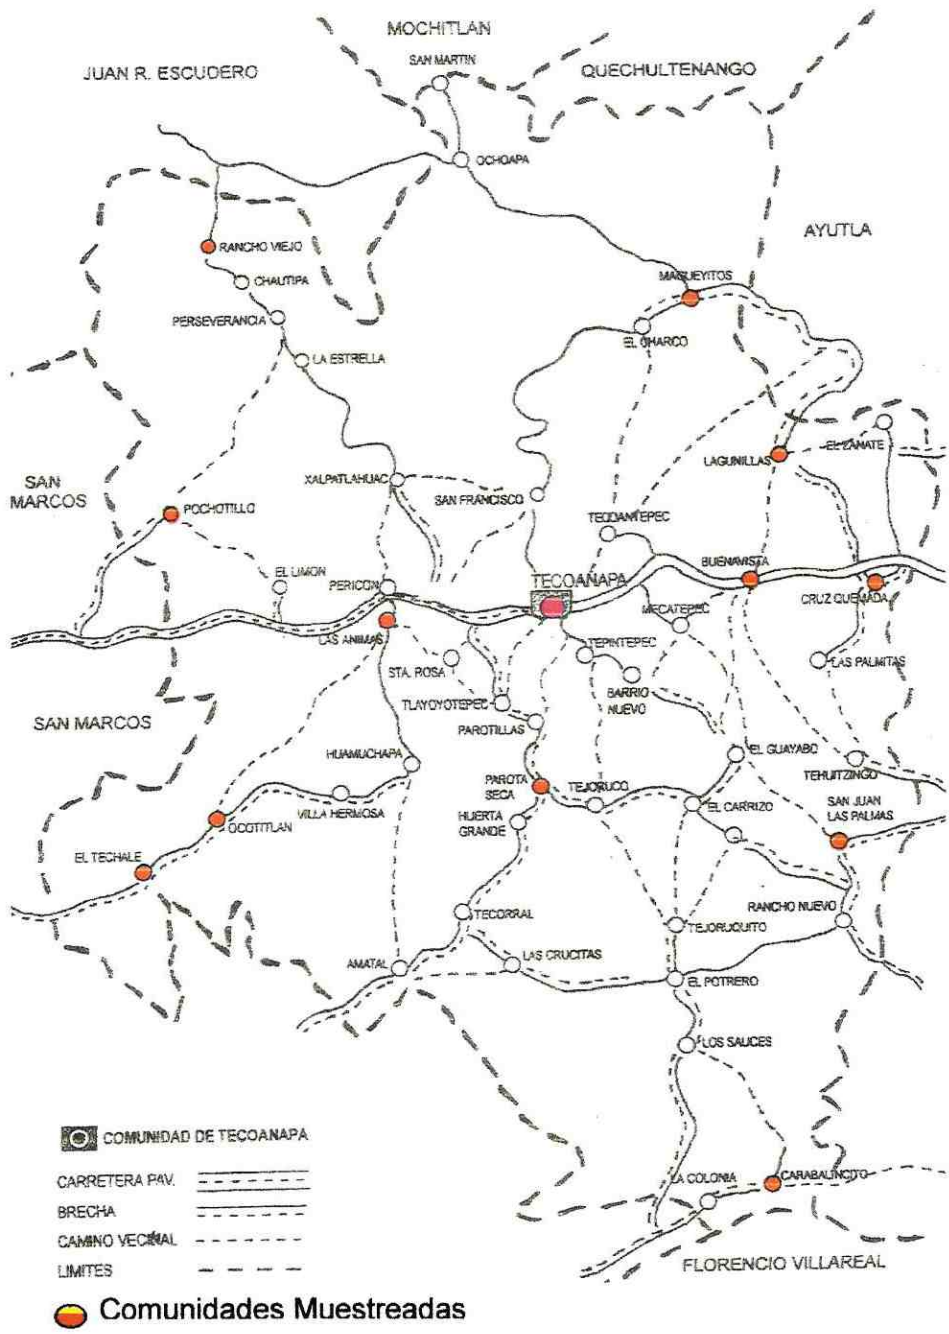 MOCHITLAN
SAN MARTIN
JUAN R. ESCUDERO
QUECHULTENANGO
OCHOAPA
AYUTLA
RANCHO VIEJO
CHAUTIPA
MAGUEYITOS
PERSEVERANCIA
EL CHARCO
LA ESTRELLA
EL ZAPATE
LAGUNILLAS
XALPATLAHUAC
SAN
MARCOS
SAN FRANCISCO
POCHOTILLO
TEOOANTEPEC
BUENAVISTA
EL LIMON
PERICON
TECOANAPA
CRUZ QUEMADA
MECATEPEC
LAS ANIMAS
TEPINTEPEC
STA. ROSA
LAS PALMITAS
BARRIO
NUEVO
TLAYOYOTEPEC
SAN MARCOS
PAROTILLAS
HUAMUCHAPA
EL GUAYABO
TEHUITZINGO
PAROTA
SECA
TEJORUCO
VILLA HERMOSA
HUERTA
GRANDE
EL CARRIZO
SAN JUAN
LAS PALMAS
OCOTITLAN
EL TECHALE
RANCHO NUEVO
TECORRAL
TEJORUQUITO
AMATAL
LAS CRUCITAS
EL POTRERO
LOS SAUCES
COMUNIDAD DE TECOANAPA
CARRETERA PAV.
BRECHA
CAMINO VECINAL
LIMITES
LA COLONIA
CARABALINCITO
FLORENCIO VILLAREAL
Comunidades Muestreadas